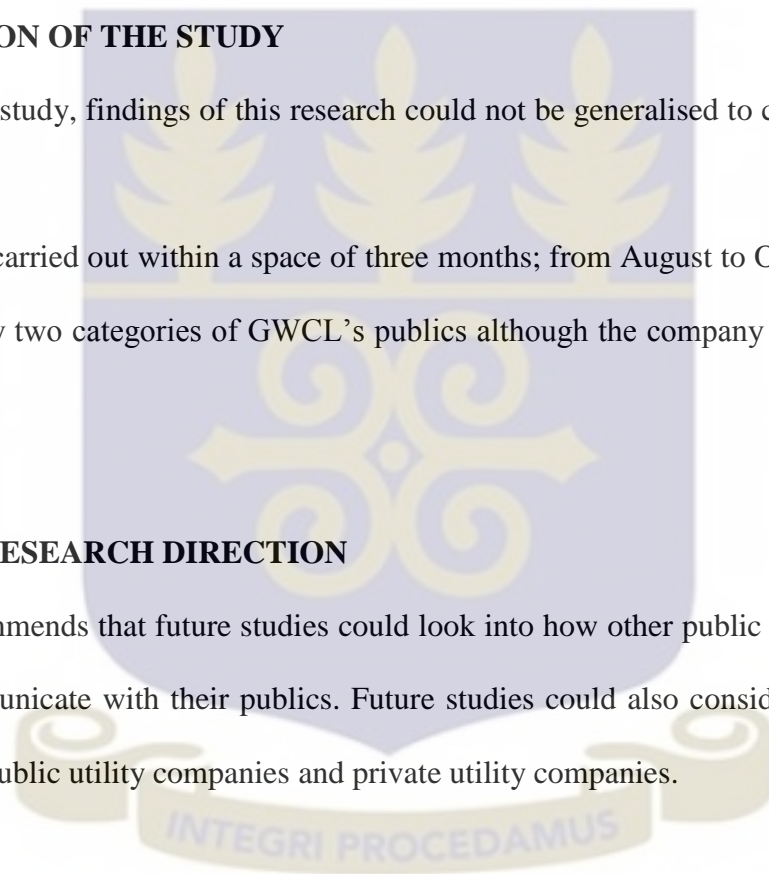 ON OF THE STUDY
study, findings of this research could not be generalised to
carried out within a space of three months; from August to
two categories of GWCL’s publics although the company
ESEARCH DIRECTION
mends that future studies could look into how other public
unicate with their publics. Future studies could also consid
ublic utility companies and private utility companies.
INTEGRI PROCEDAMUS